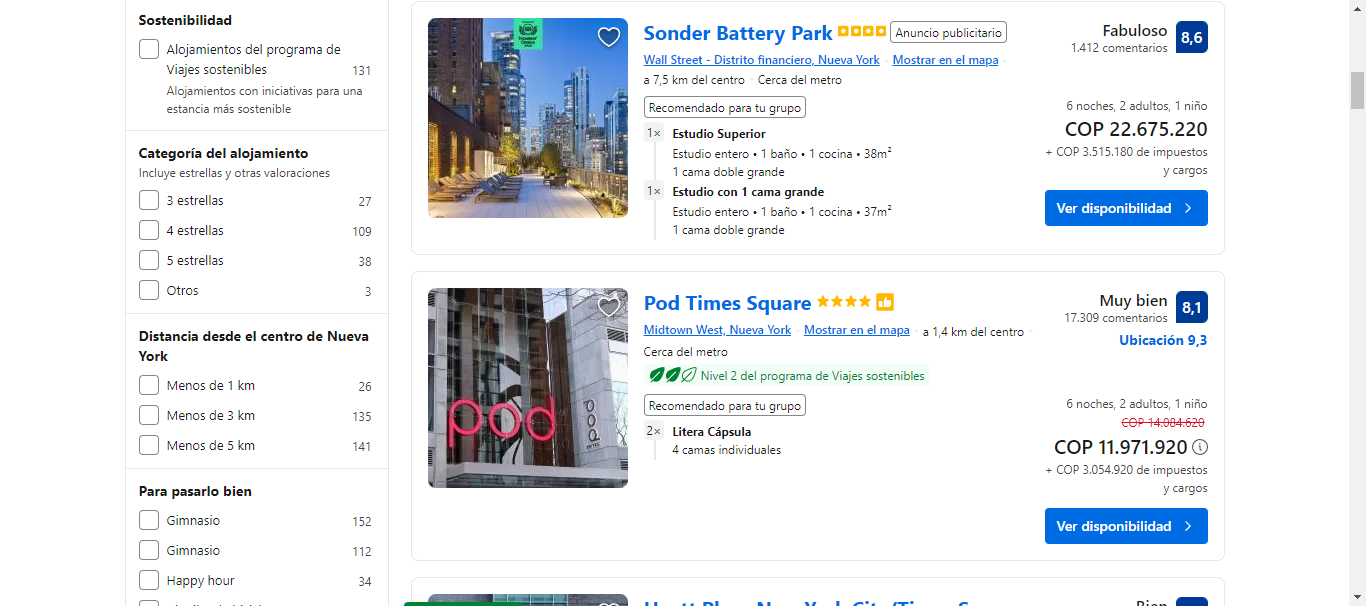 Sostenibilidad
Alojamientos del programa de
Viajes sostenibles 131
Alojamientos con iniciativas para una
estancia más sostenible
Categoría del alojamiento
Incluye estrellas y otras valoraciones
3 estrellas 27
4 estrellas 109
5 estrellas 38
Otros 3
Distancia desde el centro de Nueva
York
Menos de 1 km 26
Menos de 3 km 135
Menos de 5 km 141
Para pasarlo bien
Gimnasio 152
Gimnasio 112
Happy hour 34
Sonder Battery Park Anuncio publicitario
Wall Street - Distrito financiero, Nueva York · Mostrar en el mapa ·
a 7,5 km del centro · Cerca del metro
Recomendado para tu grupo
1× Estudio Superior
Estudio entero • 1 baño • 1 cocina • 38m²
1 cama doble grande
1× Estudio con 1 cama grande
Estudio entero • 1 baño • 1 cocina • 37m²
1 cama doble grande
Fabuloso 8,6
1.412 comentarios
6 noches, 2 adultos, 1 niño
COP 22.675.220
+ COP 3.515.180 de impuestos
y cargos
Ver disponibilidad
pod
pod
Pod Times Square
Midtown West, Nueva York · Mostrar en el mapa · a 1,4 km del centro ·
Cerca del metro
Nivel 2 del programa de Viajes sostenibles
Recomendado para tu grupo
2× Litera Cápsula
4 camas individuales
Muy bien 8,1
17.309 comentarios
Ubicación 9,3
6 noches, 2 adultos, 1 niño
COP 14.084.620
COP 11.971.920
+ COP 3.054.920 de impuestos
y cargos
Ver disponibilidad